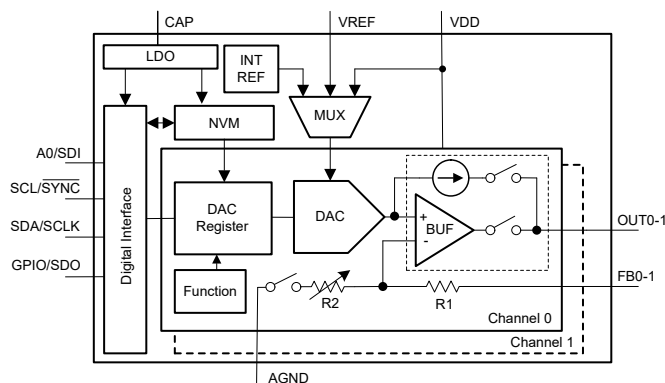 CAP
VREF
VDD
LDO
INT
REF
MUX
NVM
A0/SDI
SCL/SYNC
SDA/SCLK
GPIO/SDO
Digital Interface
DAC
Register
DAC
+
BUF
-
OUT0-1
Function
R2
R1
FB0-1
Channel 0
Channel 1
AGND